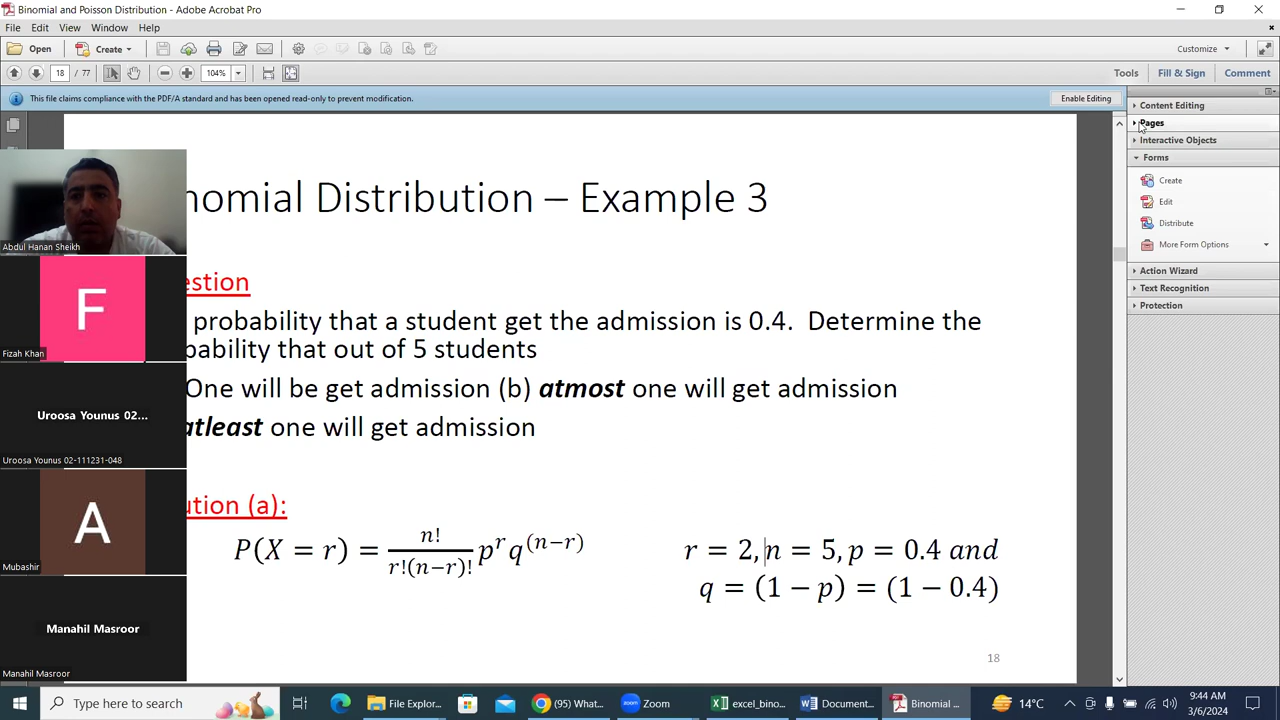 Binomial and Poisson Distribution - Adobe Acrobat Pro
File Edit View Window Help
Open Create Customize
18 / 77 104% Tools Fill & Sign Comment
This file claims compliance with the PDF/A standard and has been opened read-only to prevent modification. Enable Editing
Content Editing
Pages
Interactive Objects
Forms
Create
Edit
Distribute
More Form Options
Action Wizard
Text Recognition
Protection
Abdul Hanan Sheikh
F
Fizah Khan
Uroosa Younus 02...
Uroosa Younus 02-111231-048
A
Mubashir
Manahil Masroor
Manahil Masroor
nomial Distribution – Example 3
estion
probability that a student get the admission is 0.4. Determine the
pability that out of 5 students
One will be get admission (b) atmost one will get admission
atleast one will get admission
ution (a):
P(X = r) = n! / r!(n−r)! p^r q^(n−r)
r = 2, n = 5, p = 0.4 and
q = (1 − p) = (1 − 0.4)
18
Type here to search File Explor... (95) What... Zoom excel_bino... Document... Binomial ... 14°C 9:44 AM
3/6/2024